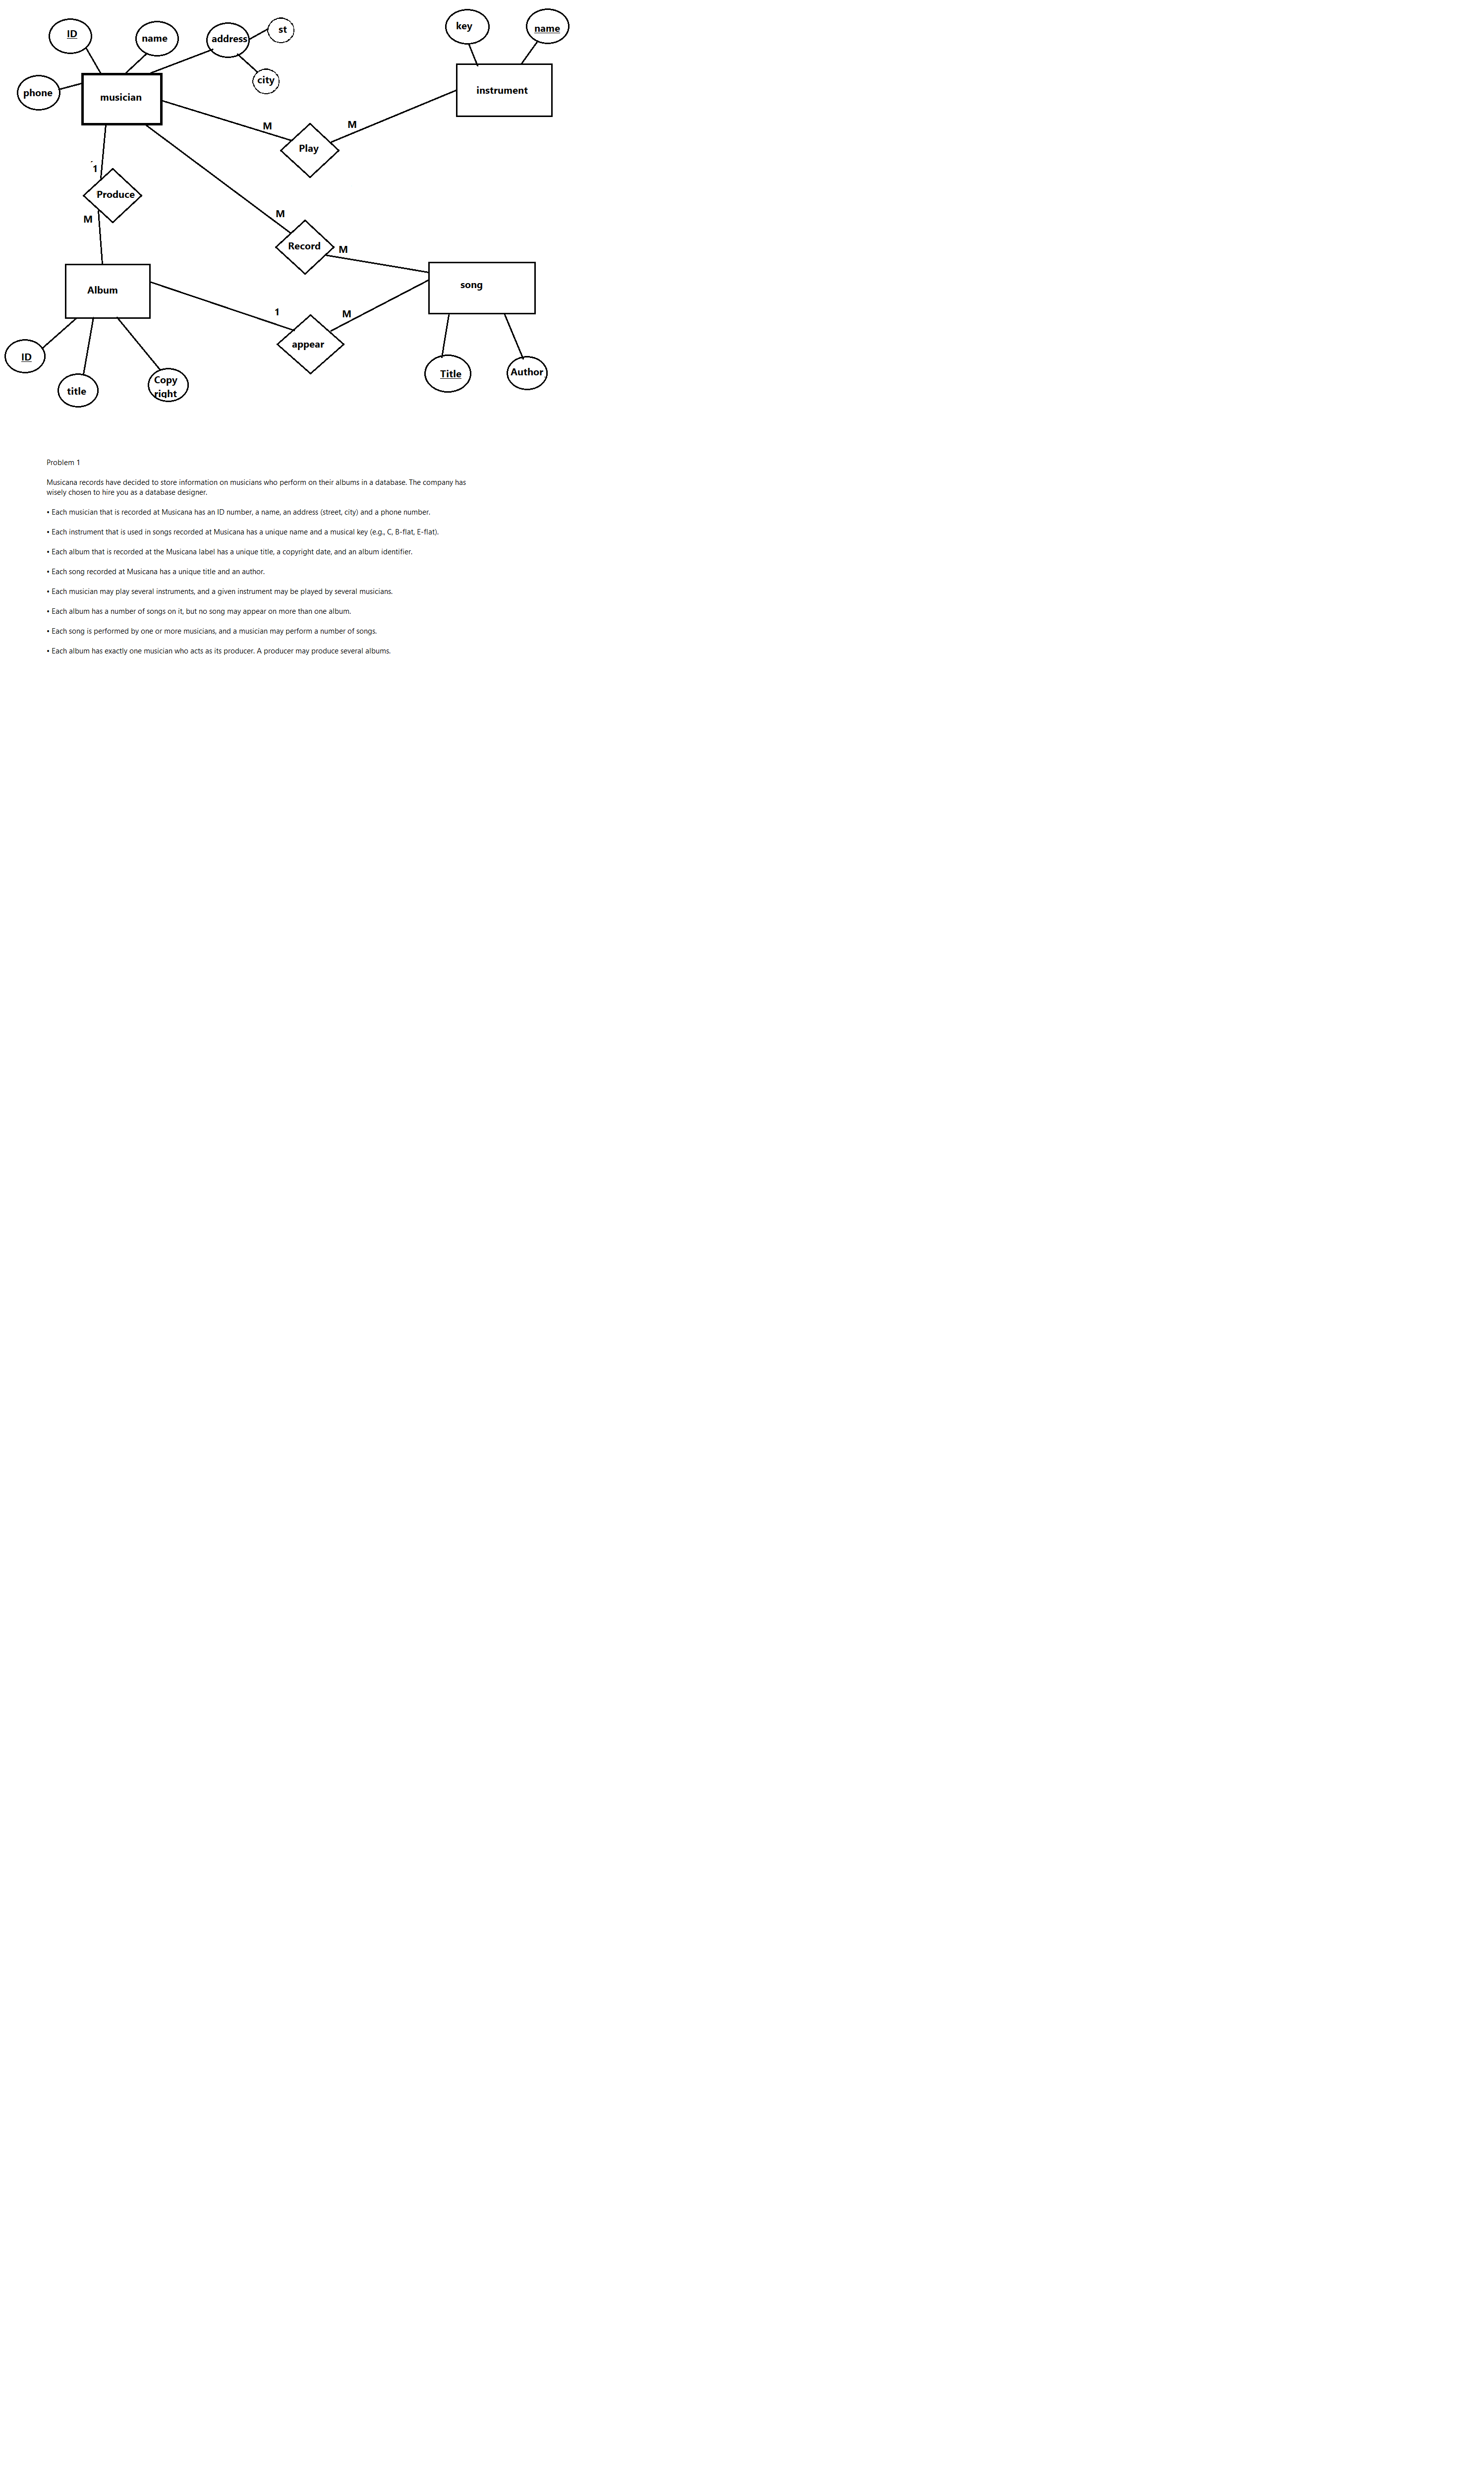 ID
name
address
st
city
phone
musician
key
name
instrument
M
M
Play
1
Produce
M
M
Record
M
Album
song
1
M
appear
ID
title
Copy
right
Title
Author
Problem 1
Musicana records have decided to store information on musicians who perform on their albums in a database. The company has
wisely chosen to hire you as a database designer.
• Each musician that is recorded at Musicana has an ID number, a name, an address (street, city) and a phone number.
• Each instrument that is used in songs recorded at Musicana has a unique name and a musical key (e.g., C, B-flat, E-flat).
• Each album that is recorded at the Musicana label has a unique title, a copyright date, and an album identifier.
• Each song recorded at Musicana has a unique title and an author.
• Each musician may play several instruments, and a given instrument may be played by several musicians.
• Each album has a number of songs on it, but no song may appear on more than one album.
• Each song is performed by one or more musicians, and a musician may perform a number of songs.
• Each album has exactly one musician who acts as its producer. A producer may produce several albums.